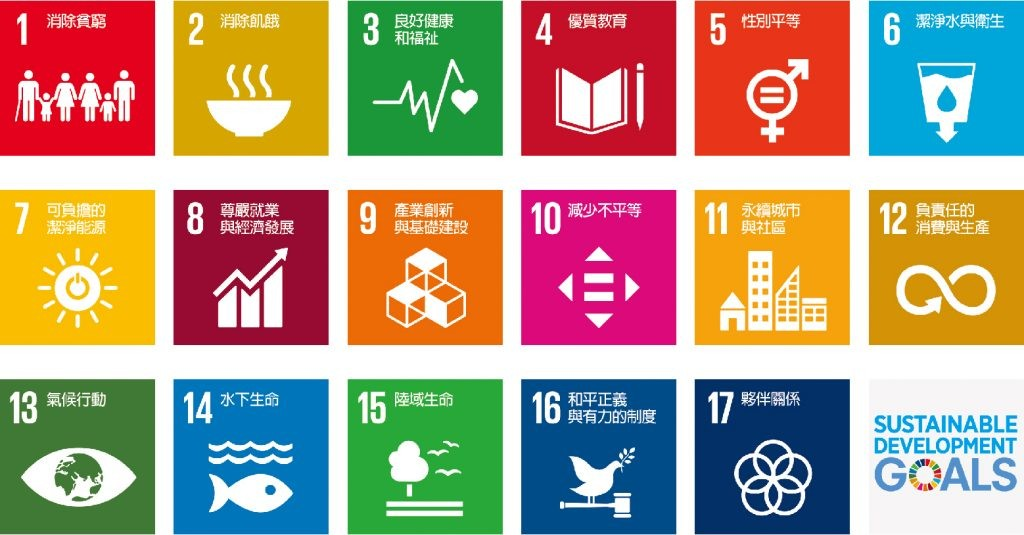 1 消除貧窮
2 消除飢餓
3 良好健康
和福祉
4 優質教育
5 性別平等
6 潔淨水與衛生
7 可負擔的
潔淨能源
8 尊嚴就業
與經濟發展
9 產業創新
與基礎建設
10 減少不平等
11 永續城市
與社區
12 負責任的
消費與生產
13 氣候行動
14 水下生命
15 陸域生命
16 和平正義
與有力的制度
17 夥伴關係
SUSTAINABLE
DEVELOPMENT
GOALS